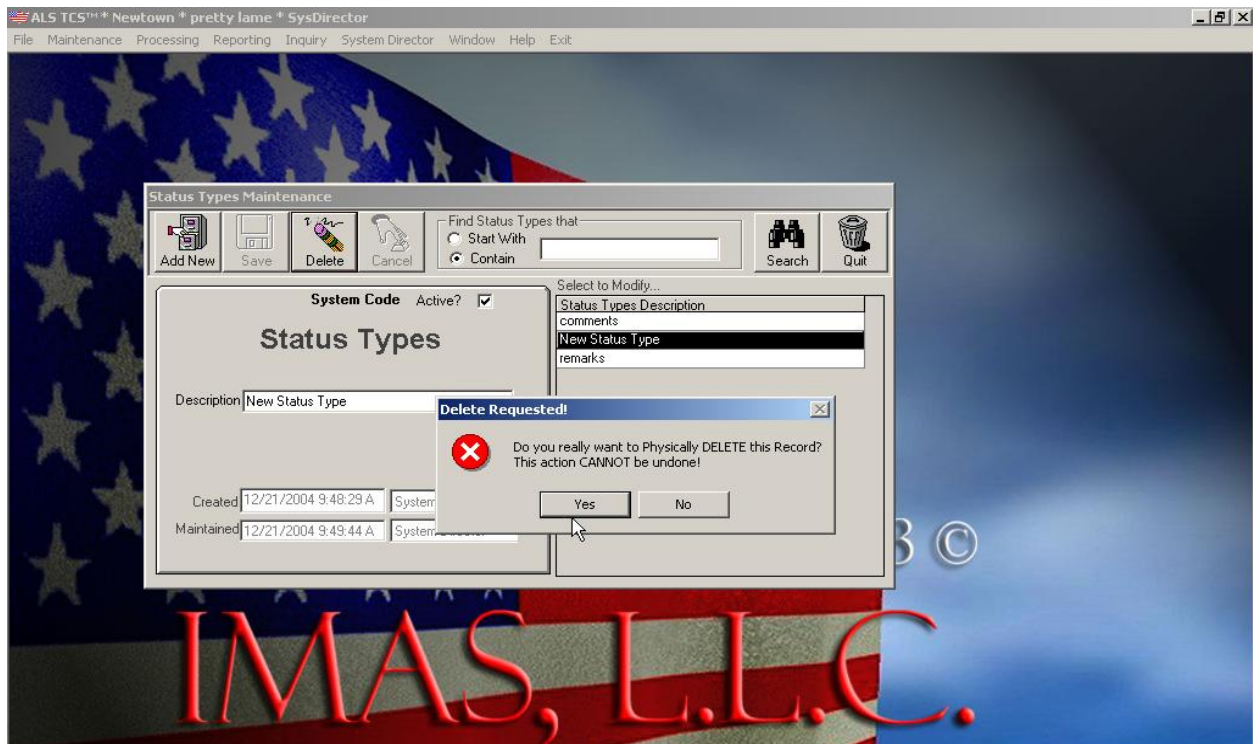 ALS TCS™ * Newtown * pretty lame * SysDirector
File Maintenance Processing Reporting Inquiry System Director Window Help Exit
Status Types Maintenance
Add New Save Delete Cancel
Find Status Types that
Start With
Contain
Search Quit
System Code Active?
Status Types
Description New Status Type
Created 12/21/2004 9:48:29 A System
Maintained 12/21/2004 9:49:44 A System
Select to Modify...
Status Types Description
comments
New Status Type
remarks
Delete Requested!
Do you really want to Physically DELETE this Record?
This action CANNOT be undone!
Yes No
3 ©
IMAS, L.L.C.